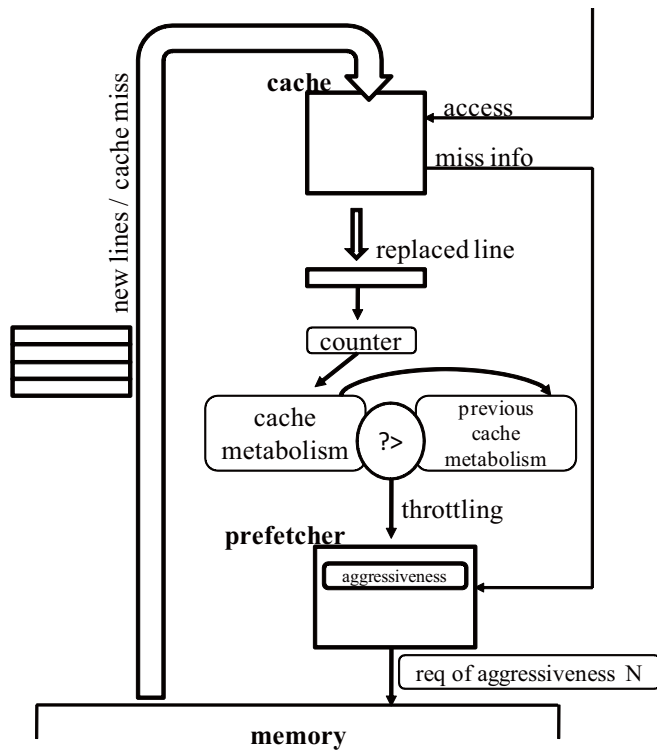 cache
access
miss info
new lines / cache miss
replaced line
counter
cache
metabolism
?>
previous
cache
metabolism
throttling
prefetcher
aggressiveness
req of aggressiveness N
memory